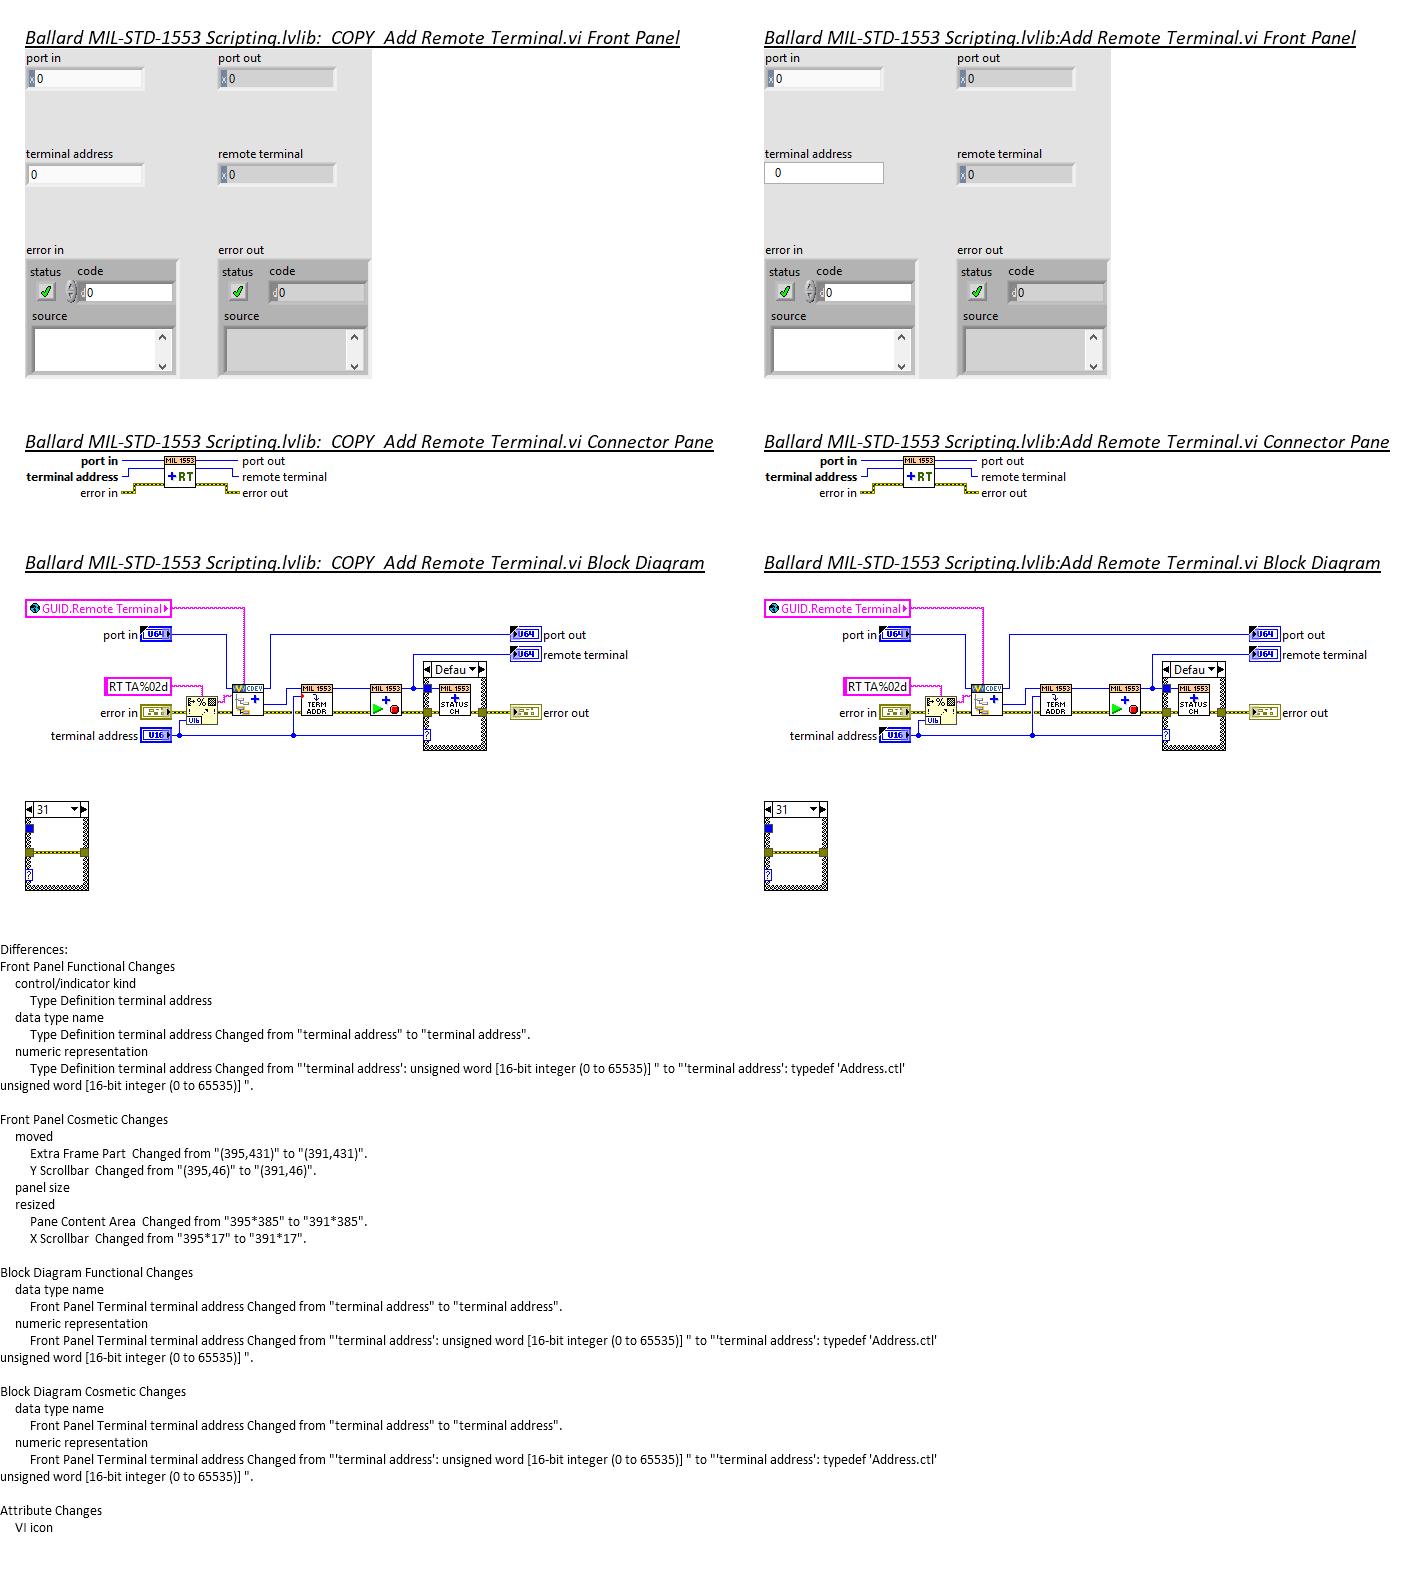 Ballard MIL-STD-1553 Scripting.lvlib:  COPY  Add Remote Terminal.vi Front Panel
port in
x 0
port out
x 0
terminal address
0
remote terminal
x 0
error in
status
code
d 0
source
error out
status
code
d 0
source
Ballard MIL-STD-1553 Scripting.lvlib:Add Remote Terminal.vi Front Panel
port in
x 0
port out
x 0
terminal address
0
remote terminal
x 0
error in
status
code
d 0
source
error out
status
code
d 0
source
Ballard MIL-STD-1553 Scripting.lvlib:  COPY  Add Remote Terminal.vi Connector Pane
port in
terminal address
error in
MIL 1553
+RT
port out
remote terminal
error out
Ballard MIL-STD-1553 Scripting.lvlib:Add Remote Terminal.vi Connector Pane
port in
terminal address
error in
MIL 1553
+RT
port out
remote terminal
error out
Ballard MIL-STD-1553 Scripting.lvlib:  COPY  Add Remote Terminal.vi Block Diagram
GUID.Remote Terminal
port in
U64
U64
port out
U64
remote terminal
Defau
RT TA%02d
CDEV
MIL 1553
TERM
ADDR
MIL 1553
MIL 1553
STATUS
CH
error in
U16
error out
terminal address
U16
?
31
?
Ballard MIL-STD-1553 Scripting.lvlib:Add Remote Terminal.vi Block Diagram
GUID.Remote Terminal
port in
U64
U64
port out
U64
remote terminal
Defau
RT TA%02d
CDEV
MIL 1553
TERM
ADDR
MIL 1553
MIL 1553
STATUS
CH
error in
U16
error out
terminal address
U16
?
31
?
Differences:
Front Panel Functional Changes
control/indicator kind
Type Definition terminal address
data type name
Type Definition terminal address Changed from "terminal address" to "terminal address".
numeric representation
Type Definition terminal address Changed from "'terminal address': unsigned word [16-bit integer (0 to 65535)] " to "'terminal address': typedef 'Address.ctl'
unsigned word [16-bit integer (0 to 65535)] ".
Front Panel Cosmetic Changes
moved
Extra Frame Part  Changed from "(395,431)" to "(391,431)".
Y Scrollbar  Changed from "(395,46)" to "(391,46)".
panel size
resized
Pane Content Area  Changed from "395*385" to "391*385".
X Scrollbar  Changed from "395*17" to "391*17".
Block Diagram Functional Changes
data type name
Front Panel Terminal terminal address Changed from "terminal address" to "terminal address".
numeric representation
Front Panel Terminal terminal address Changed from "'terminal address': unsigned word [16-bit integer (0 to 65535)] " to "'terminal address': typedef 'Address.ctl'
unsigned word [16-bit integer (0 to 65535)] ".
Block Diagram Cosmetic Changes
data type name
Front Panel Terminal terminal address Changed from "terminal address" to "terminal address".
numeric representation
Front Panel Terminal terminal address Changed from "'terminal address': unsigned word [16-bit integer (0 to 65535)] " to "'terminal address': typedef 'Address.ctl'
unsigned word [16-bit integer (0 to 65535)] ".
Attribute Changes
VI icon